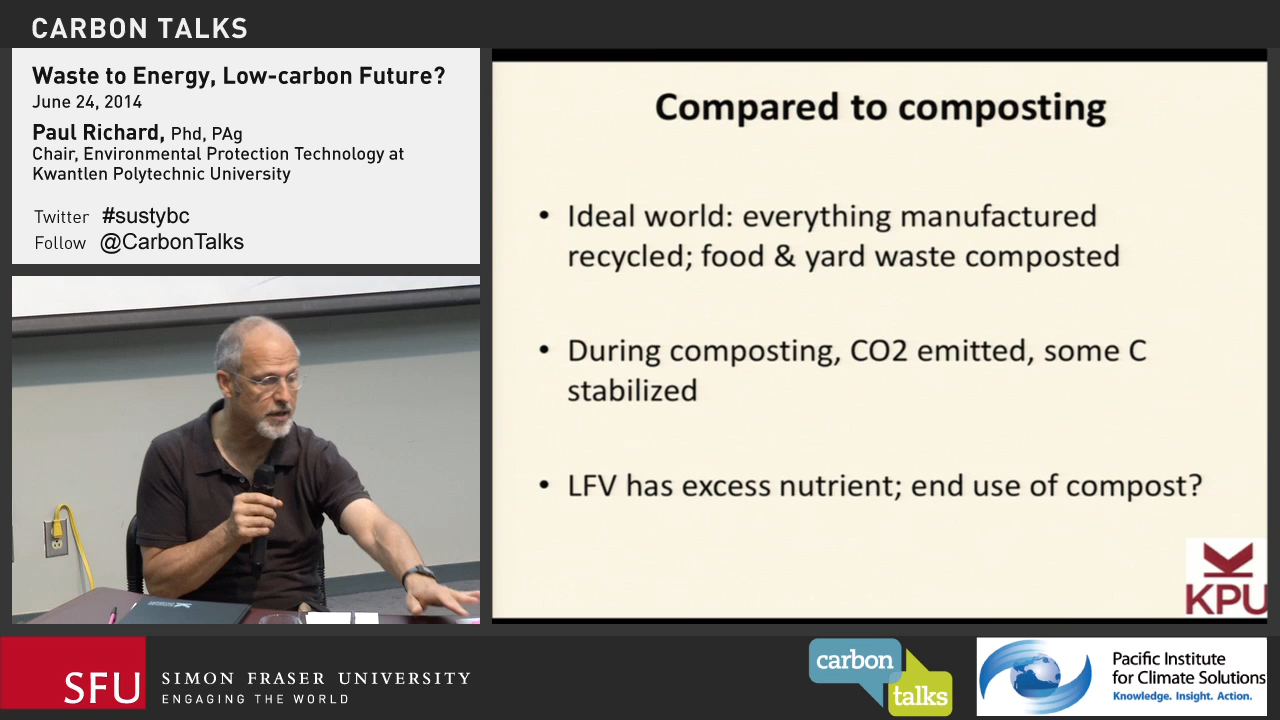 CARBON TALKS
Waste to Energy, Low-carbon Future?
June 24, 2014
Paul Richard, Phd, PAg
Chair, Environmental Protection Technology at
Kwantlen Polytechnic University
Twitter #sustybc
Follow @CarbonTalks
Compared to composting
• Ideal world: everything manufactured
recycled; food & yard waste composted
• During composting, CO2 emitted, some C
stabilized
• LFV has excess nutrient; end use of compost?
KPU
SFU
SIMON FRASER UNIVERSITY
ENGAGING THE WORLD
carbon
talks
Pacific Institute
for Climate Solutions
Knowledge. Insight. Action.